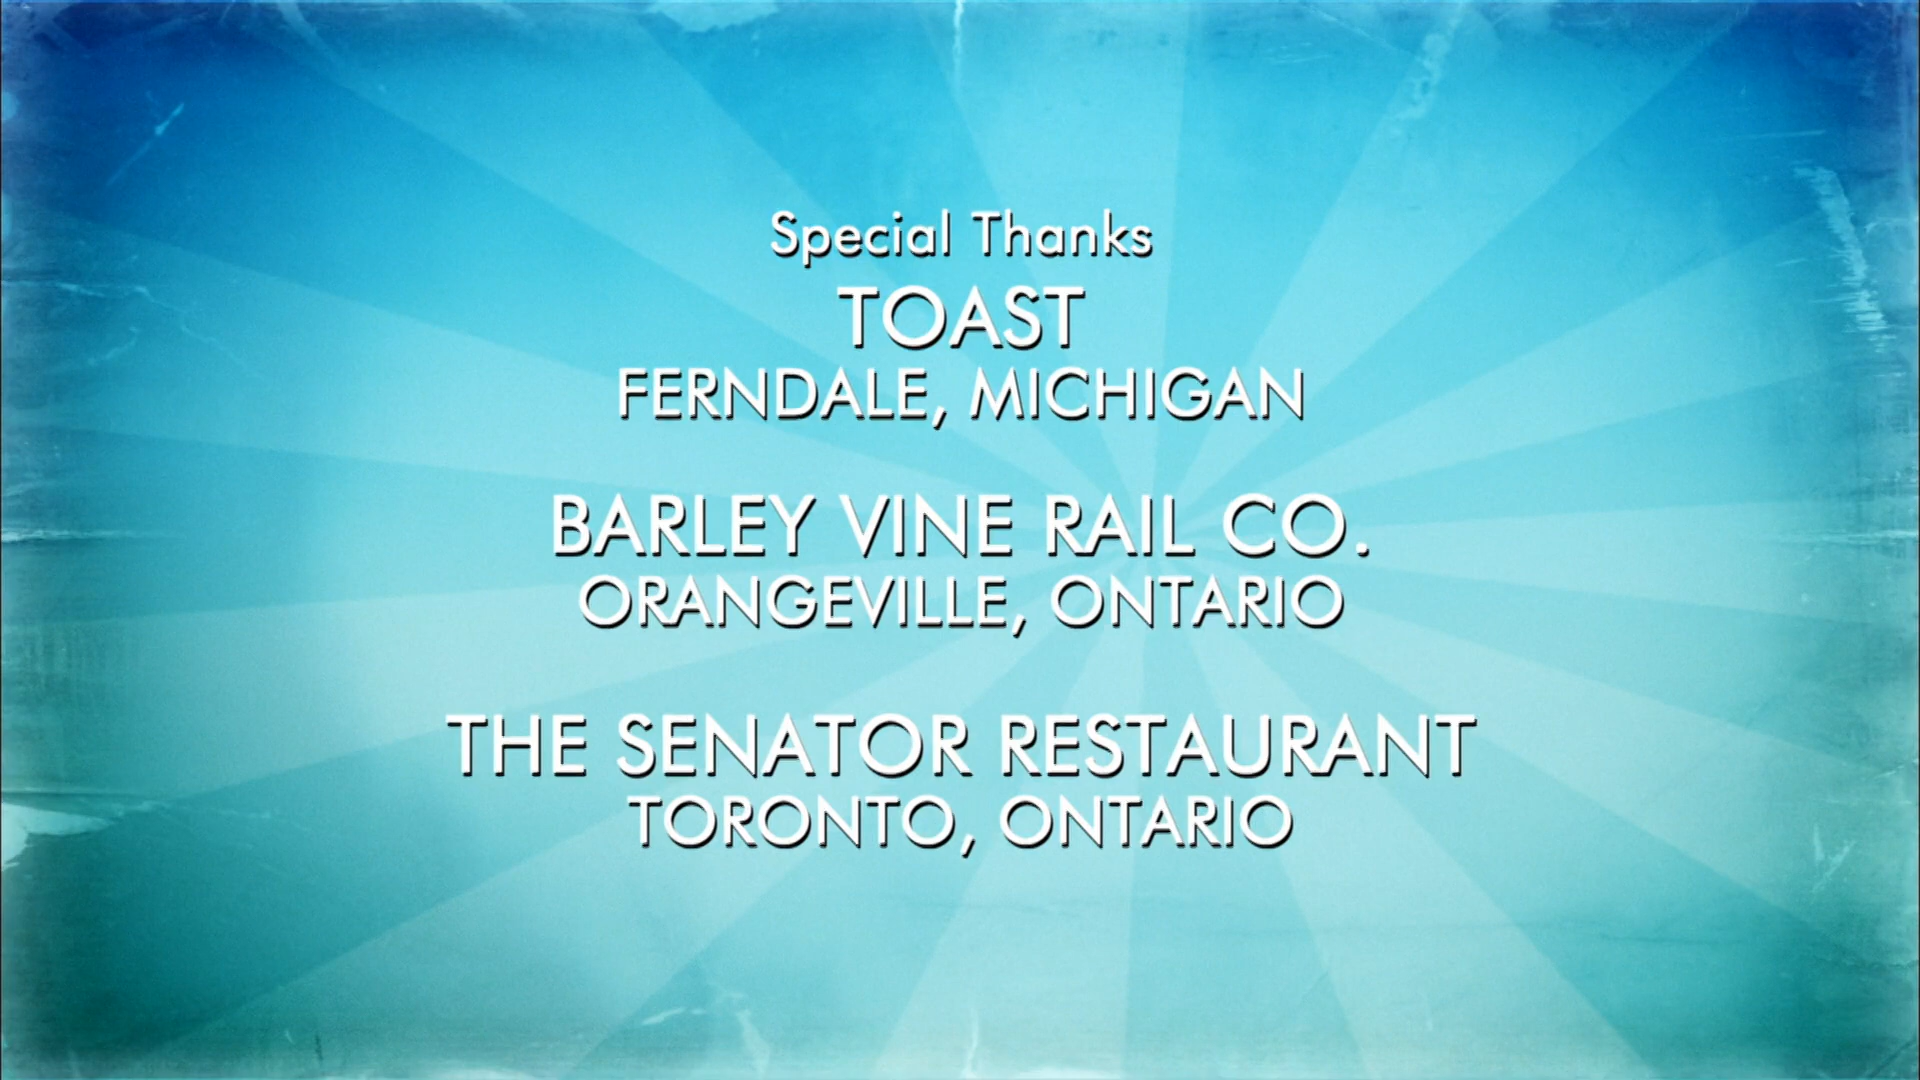 Special Thanks
TOAST
FERNDALE, MICHIGAN
BARLEY VINE RAIL CO.
ORANGEVILLE, ONTARIO
THE SENATOR RESTAURANT
TORONTO, ONTARIO